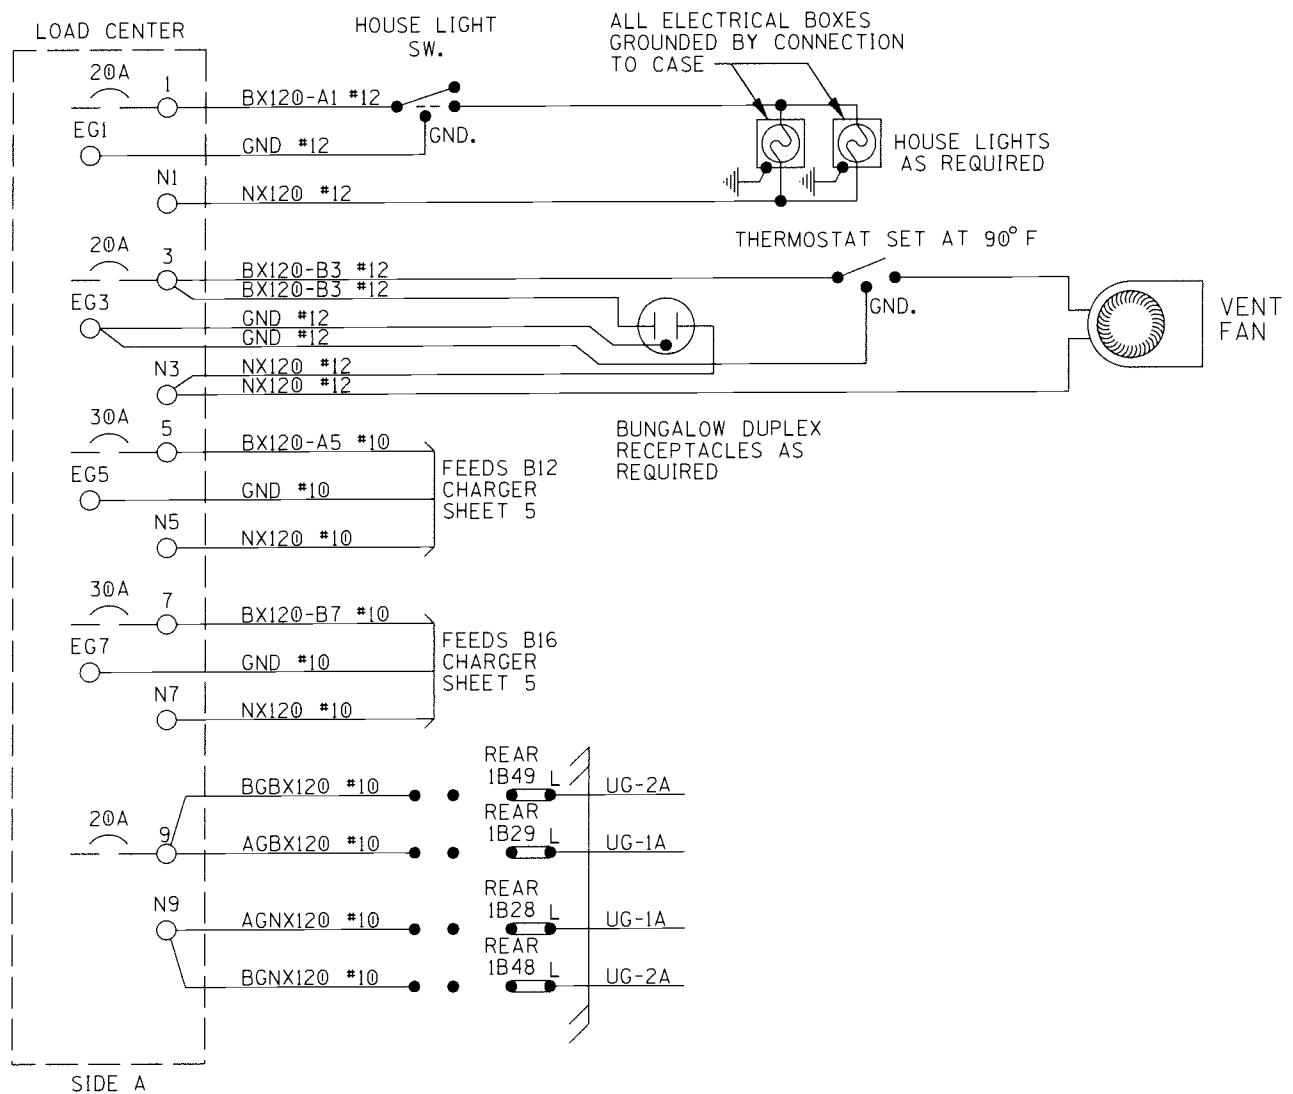 LOAD CENTER
HOUSE LIGHT
SW.
ALL ELECTRICAL BOXES
GROUNDED BY CONNECTION
TO CASE
20A
1
BX120-A1 #12
EG1
GND #12
GND.
HOUSE LIGHTS
AS REQUIRED
N1
NX120 #12
THERMOSTAT SET AT 90° F
20A
3
BX120-B3 #12
BX120-B3 #12
EG3
GND #12
GND #12
GND.
VENT
FAN
N3
NX120 #12
NX120 #12
BUNGALOW DUPLEX
RECEPTACLES AS
REQUIRED
30A
5
BX120-A5 #10
EG5
GND #10
FEEDS B12
CHARGER
SHEET 5
N5
NX120 #10
30A
7
BX120-B7 #10
EG7
GND #10
FEEDS B16
CHARGER
SHEET 5
N7
NX120 #10
REAR
1B49 L
BGBX120 #10
UG-2A
20A
9
REAR
1B29 L
AGBX120 #10
UG-1A
N9
REAR
1B28 L
AGNX120 #10
UG-1A
REAR
1B48 L
BGNX120 #10
UG-2A
SIDE A